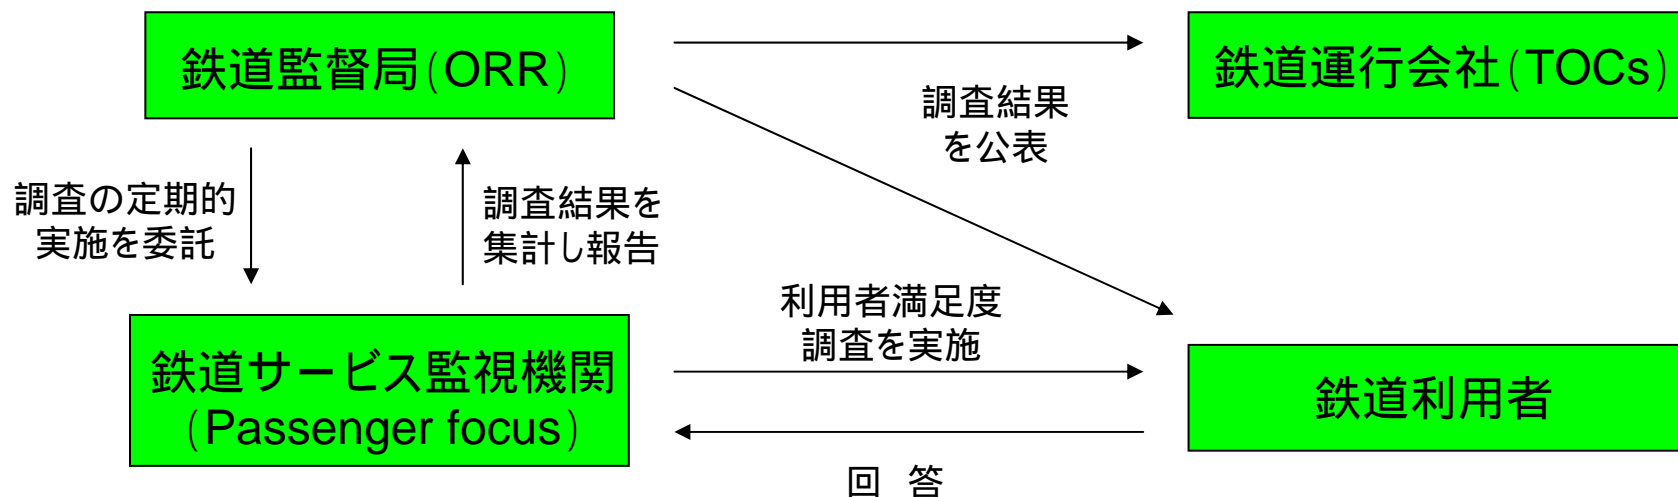 鉄道監督局(ORR)
鉄道運行会社(TOCs)
調査結果
を公表
調査の定期的
実施を委託
調査結果を
集計し報告
利用者満足度
調査を実施
鉄道サービス監視機関
(Passenger focus)
鉄道利用者
回 答